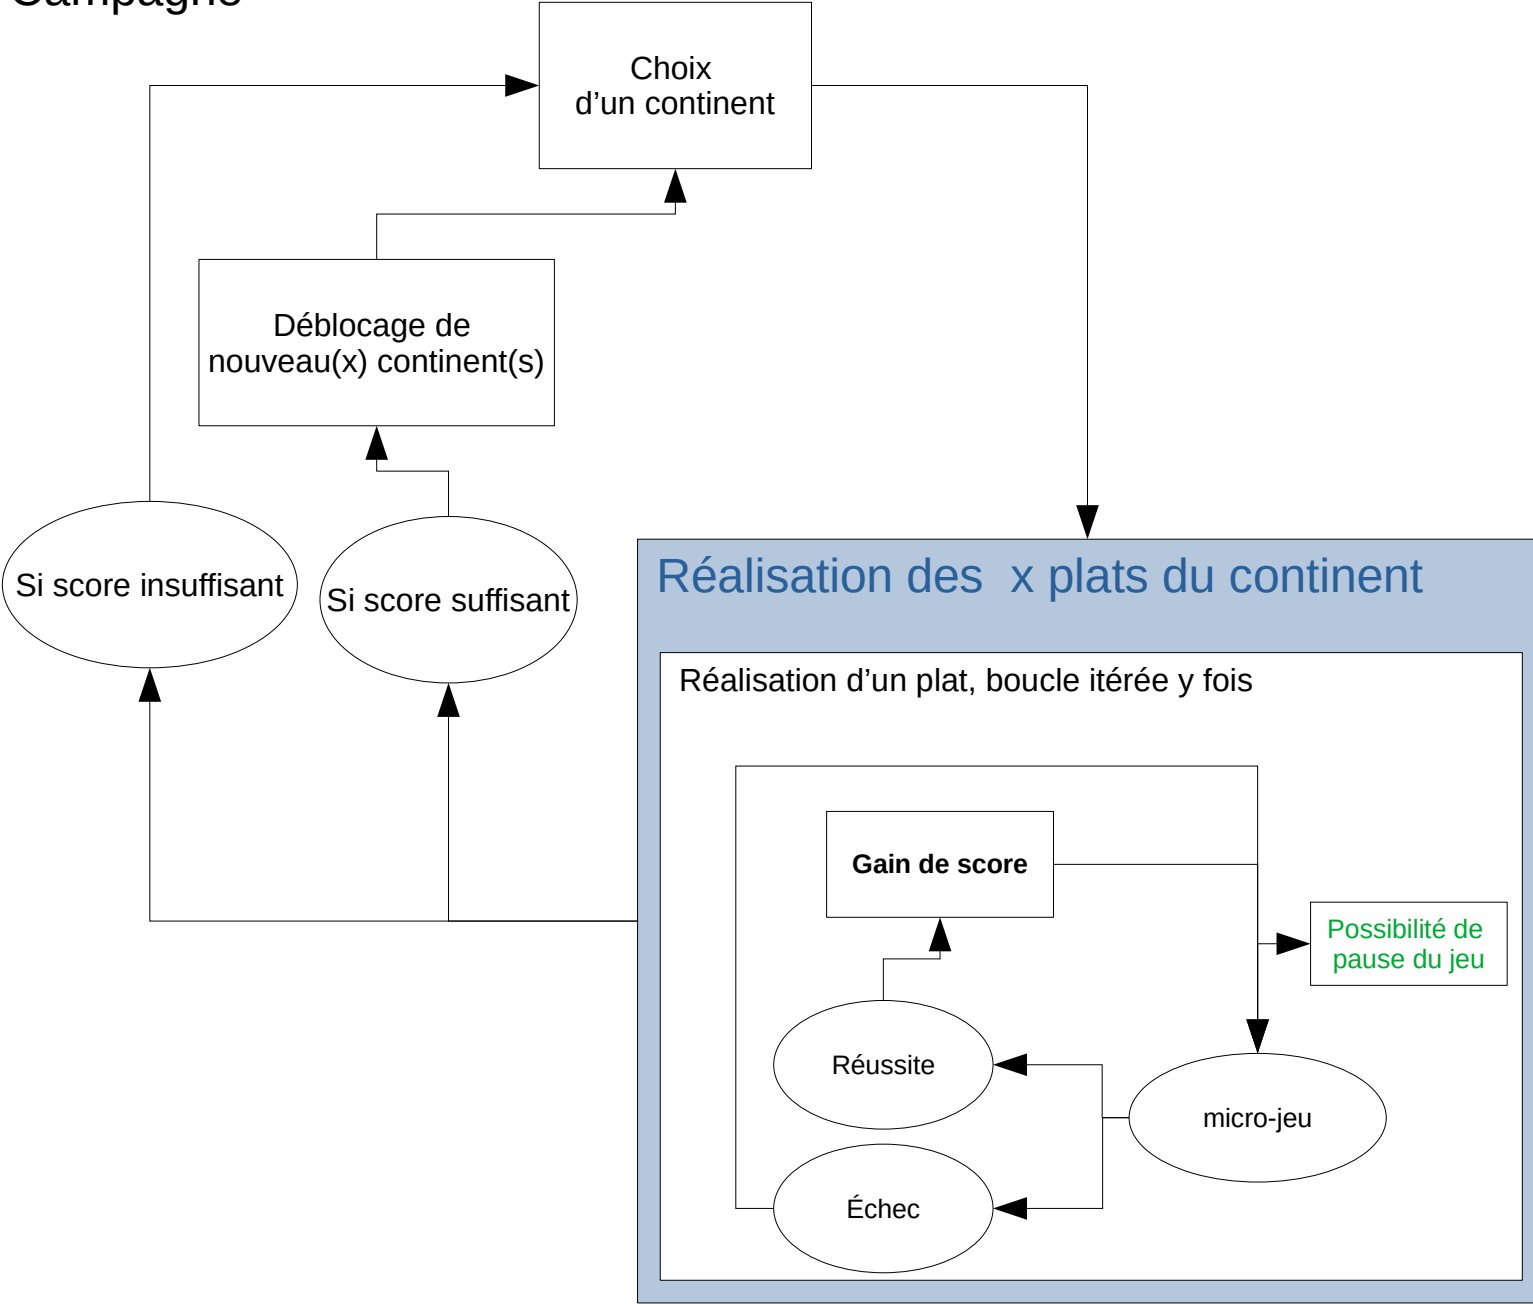 Campagne
Choix
d’un continent
Déblocage de
nouveau(x) continent(s)
Si score insuffisant
Si score suffisant
Réalisation des  x plats du continent
Réalisation d’un plat, boucle itérée y fois
Gain de score
Possibilité de
pause du jeu
Réussite
micro-jeu
Échec